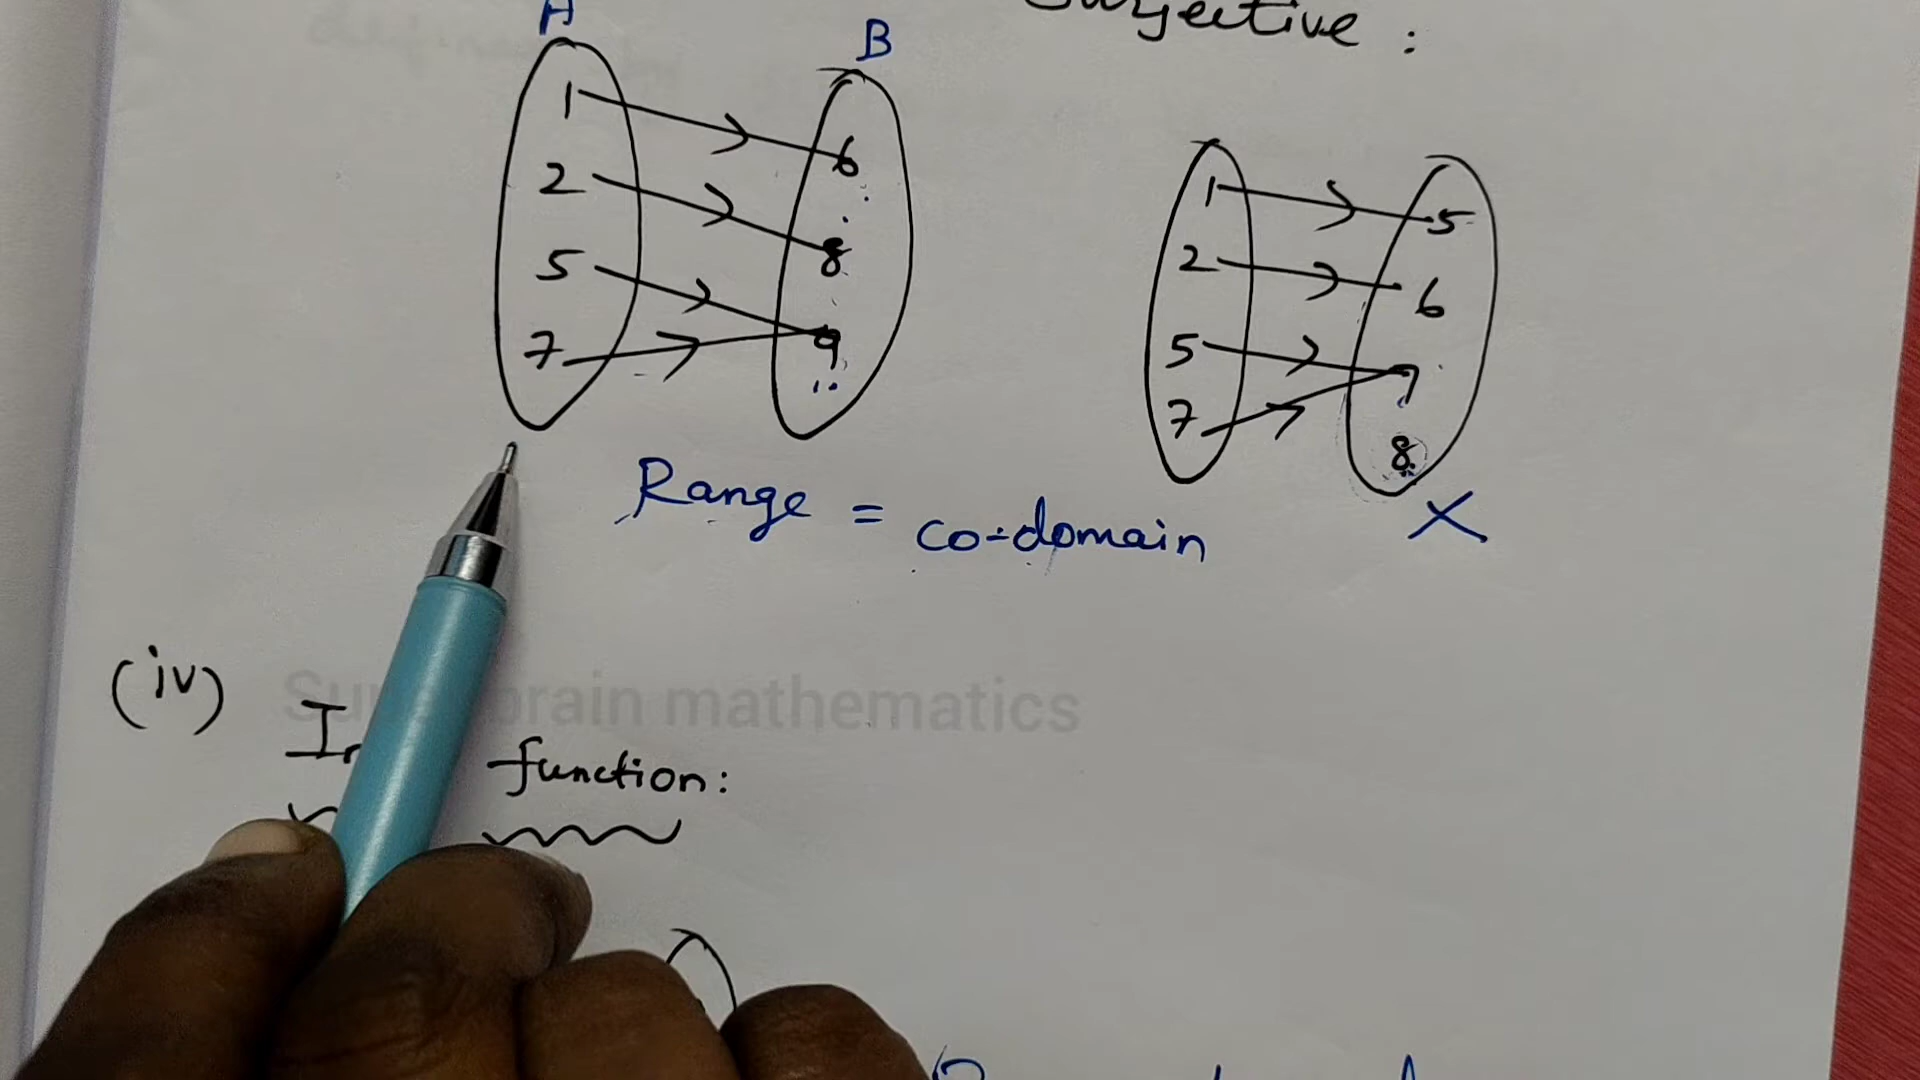 Surjective :
A B
1 6
2 8
5 9
7
1 5
2 6
5 7
7 8
X
Range = co-domain
Super brain mathematics
(iv)
function: